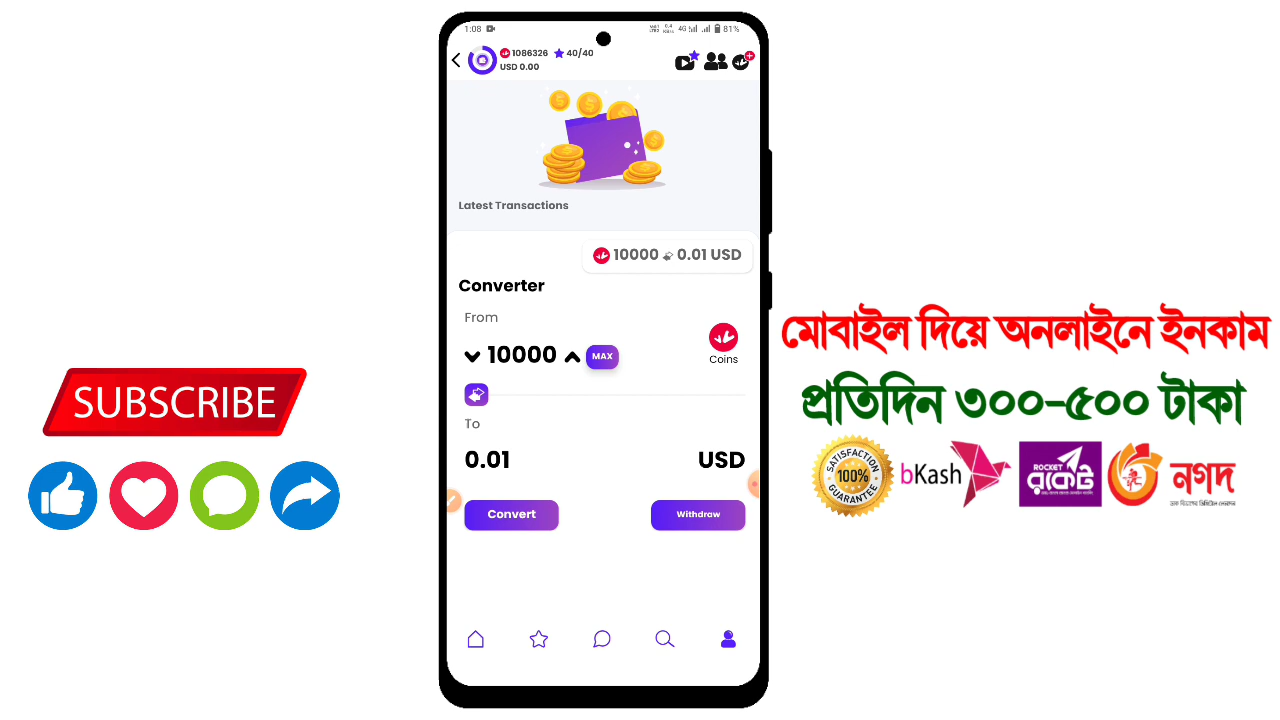 1:08
4G
81%
1086326 40/40
USD 0.00
Latest Transactions
10000 0.01 USD
Converter
From
10000 MAX
Coins
To
0.01 USD
Convert Withdraw
SUBSCRIBE
মোবাইল দিয়ে অনলাইনে ইনকাম
প্রতিদিন ৩০০-৫০০ টাকা
SATISFACTION
100%
GUARANTEE
bKash
ROCKET
রকেট
নগদ